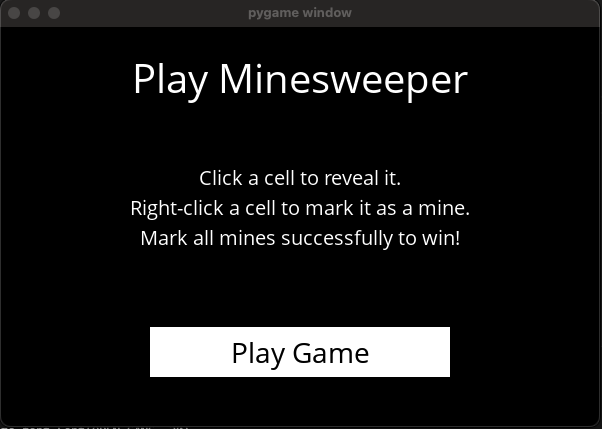 pygame window
Play Minesweeper
Click a cell to reveal it.
Right-click a cell to mark it as a mine.
Mark all mines successfully to win!
Play Game